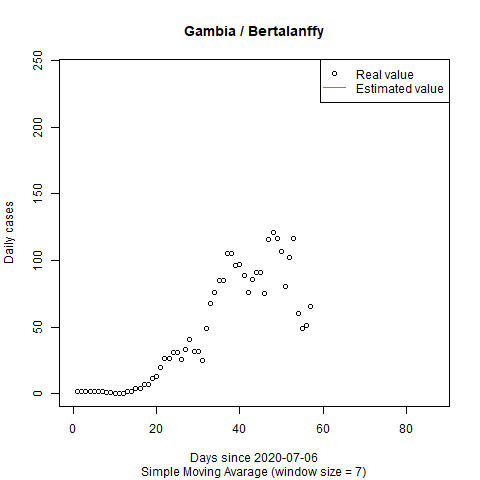 Gambia / Bertalanffy
Real value
Estimated value
250
200
150
100
50
0
Daily cases
0 20 40 60 80
Days since 2020-07-06
Simple Moving Avarage (window size = 7)